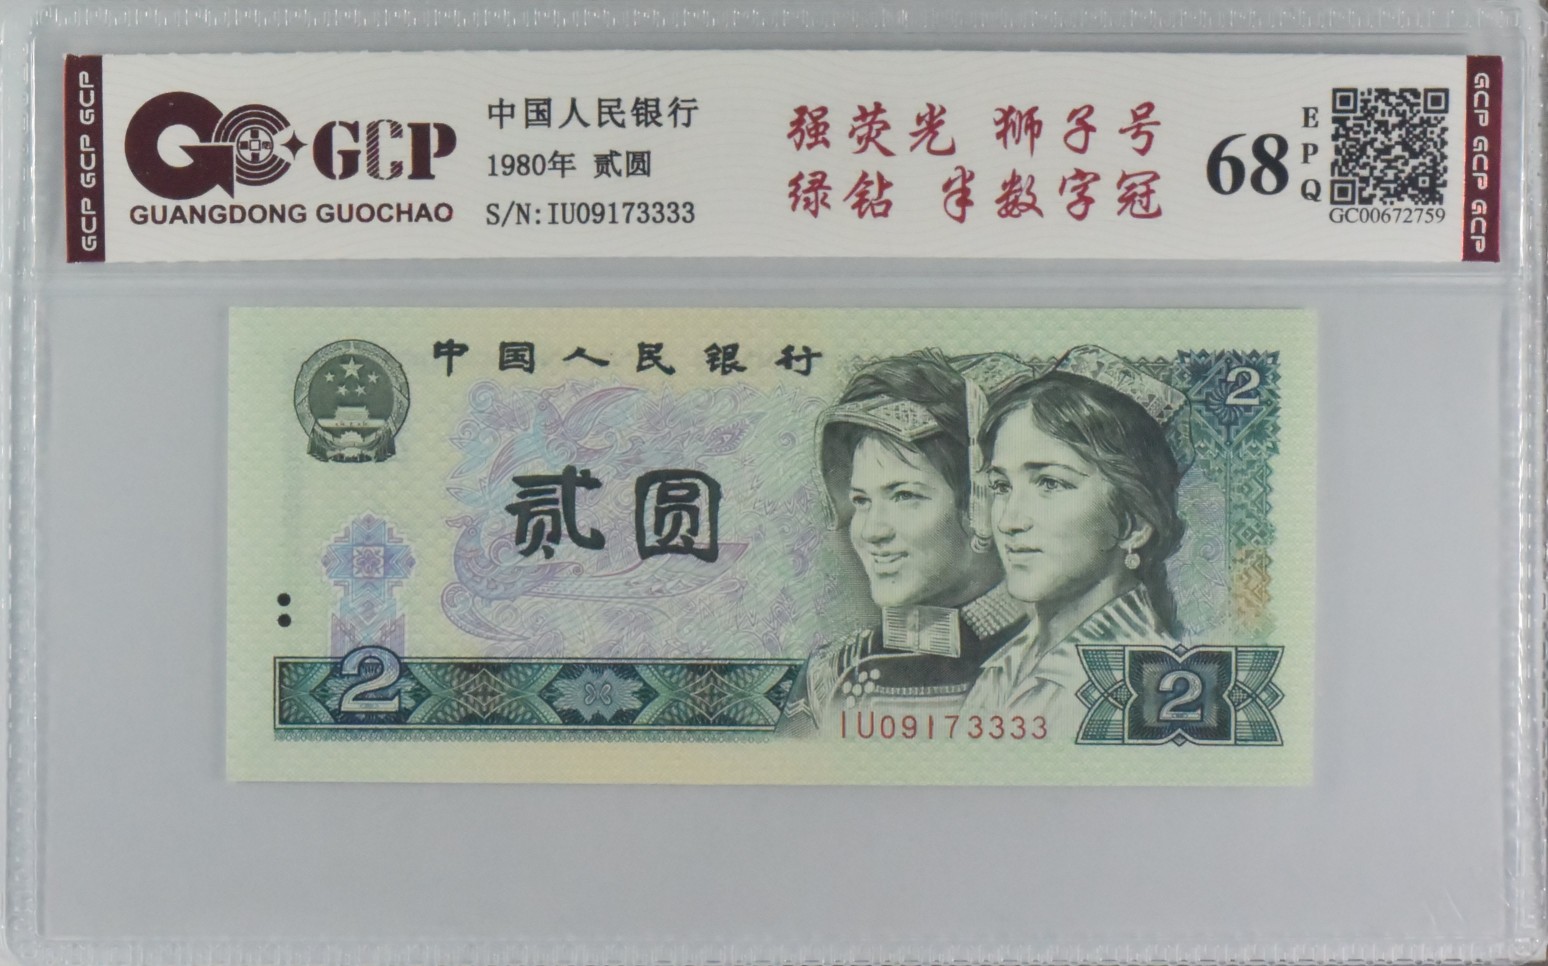 GCP GCP GCP
GCP
GUANGDONG GUOCHAO
中国人民银行
1980年 贰圆
S/N:IU09173333
强荧光 狮子号
绿钻 半数字冠
68
EPQ
GC00672759
GCP GCP GCP
中国人民银行
2
贰圆
2
IU09173333
2